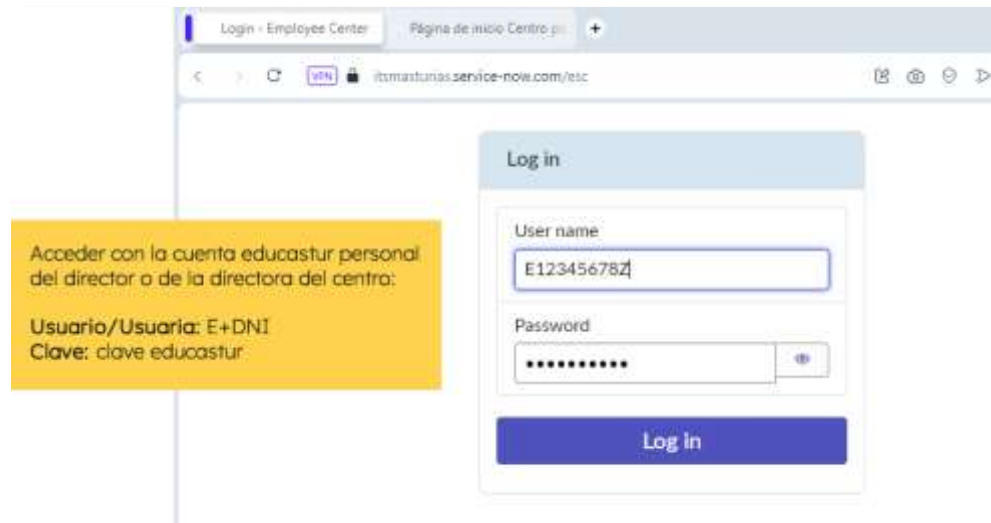 Login - Employee Center
Página de inicio Centro
+
VPN
itsmasturias.service-now.com/esc
Log in
Acceder con la cuenta educastur personal
del director o de la directora del centro:
Usuario/Usuaria: E+DNI
Clave: clave educastur
User name
E12345678Z
Password
••••••••••
Log in